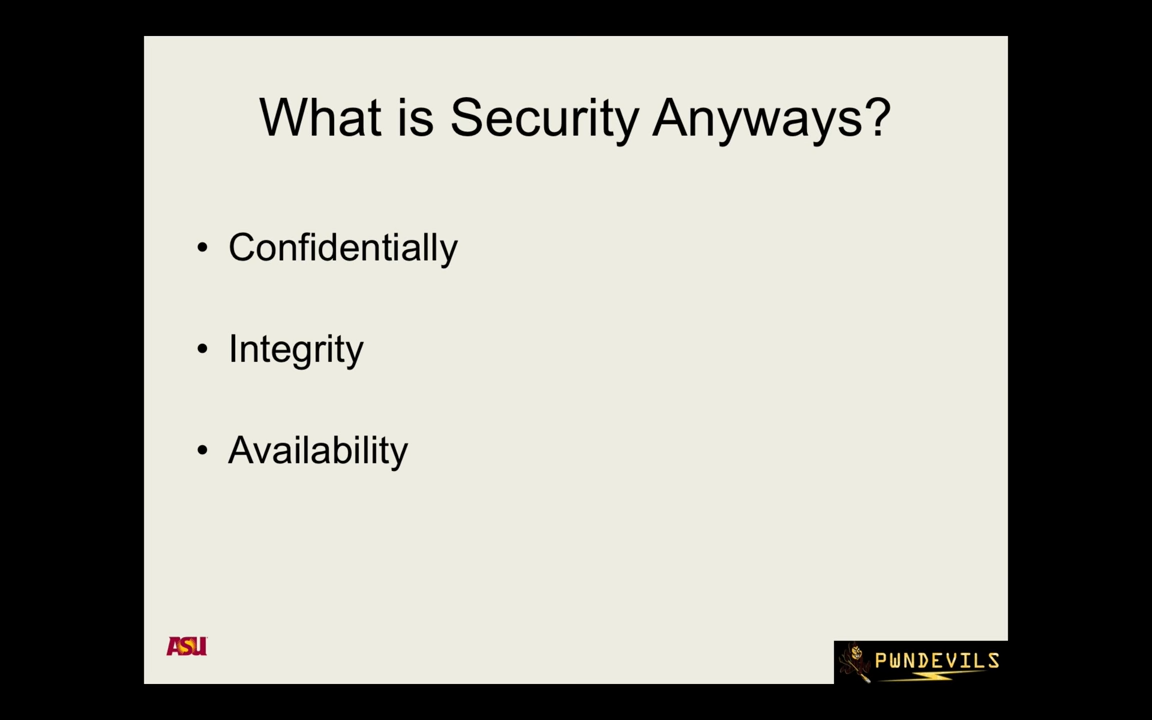 What is Security Anyways?
• Confidentially
• Integrity
• Availability
ASU
PWNDEVILS